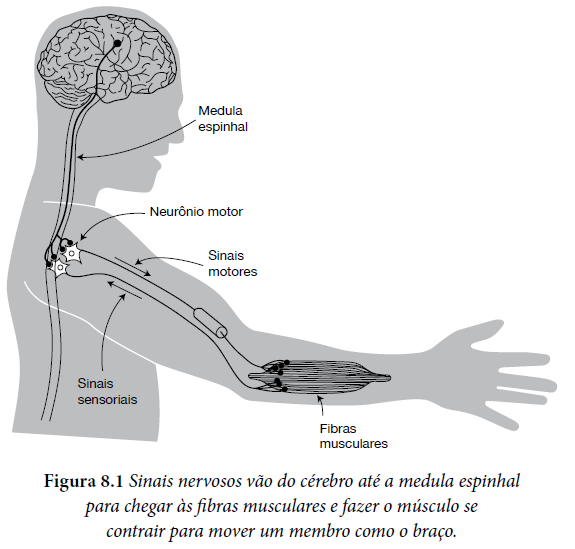 Medula
espinhal
Neurônio motor
Sinais
motores
Sinais
sensoriais
Fibras
musculares
Figura 8.1 Sinais nervosos vão do cérebro até a medula espinhal
para chegar às fibras musculares e fazer o músculo se
contrair para mover um membro como o braço.